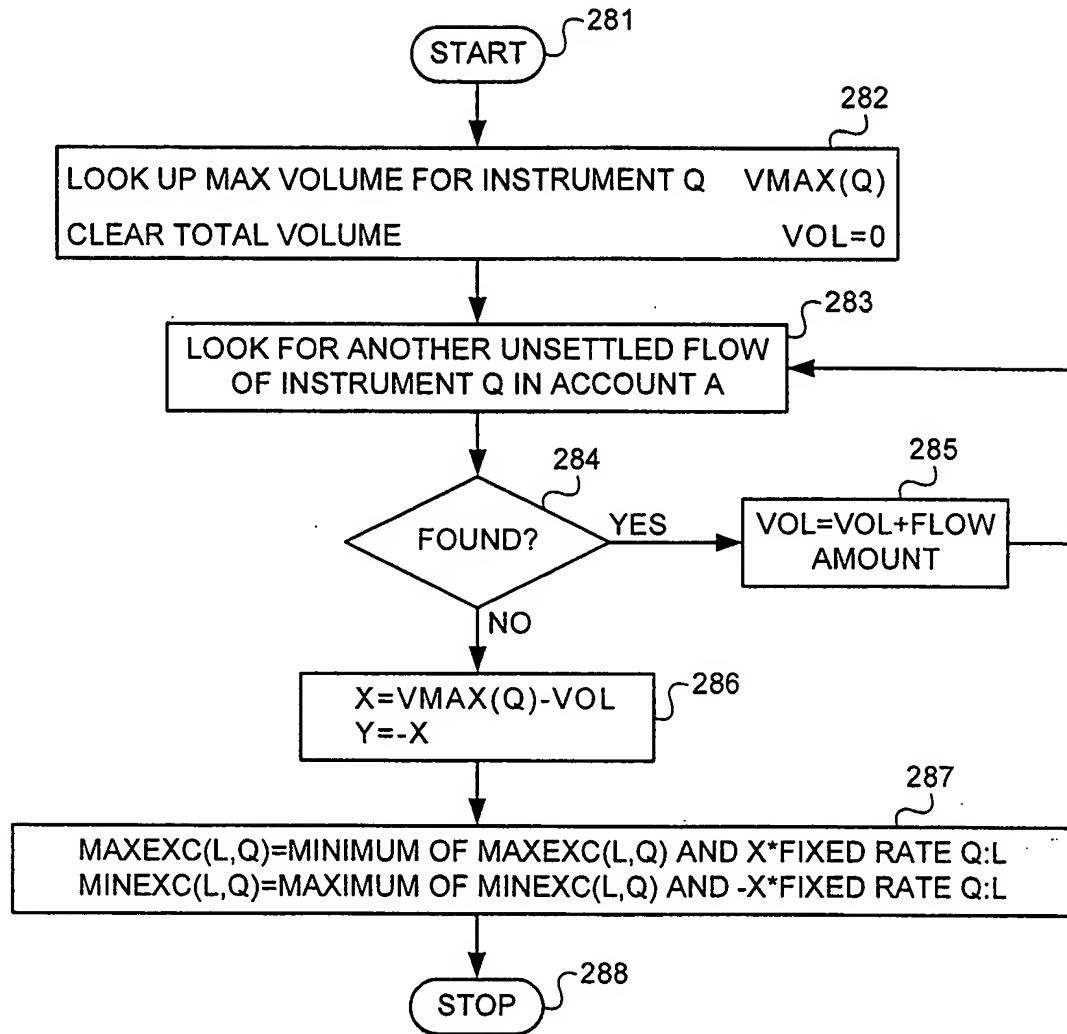 START
281
282
LOOK UP MAX VOLUME FOR INSTRUMENT Q VMAX(Q)
CLEAR TOTAL VOLUME VOL=0
283
LOOK FOR ANOTHER UNSETTLED FLOW
OF INSTRUMENT Q IN ACCOUNT A
284
FOUND?
YES
285
VOL=VOL+FLOW
AMOUNT
NO
286
X=VMAX(Q)-VOL
Y=-X
287
MAXEXC(L,Q)=MINIMUM OF MAXEXC(L,Q) AND X*FIXED RATE Q:L
MINEXC(L,Q)=MAXIMUM OF MINEXC(L,Q) AND -X*FIXED RATE Q:L
STOP
288